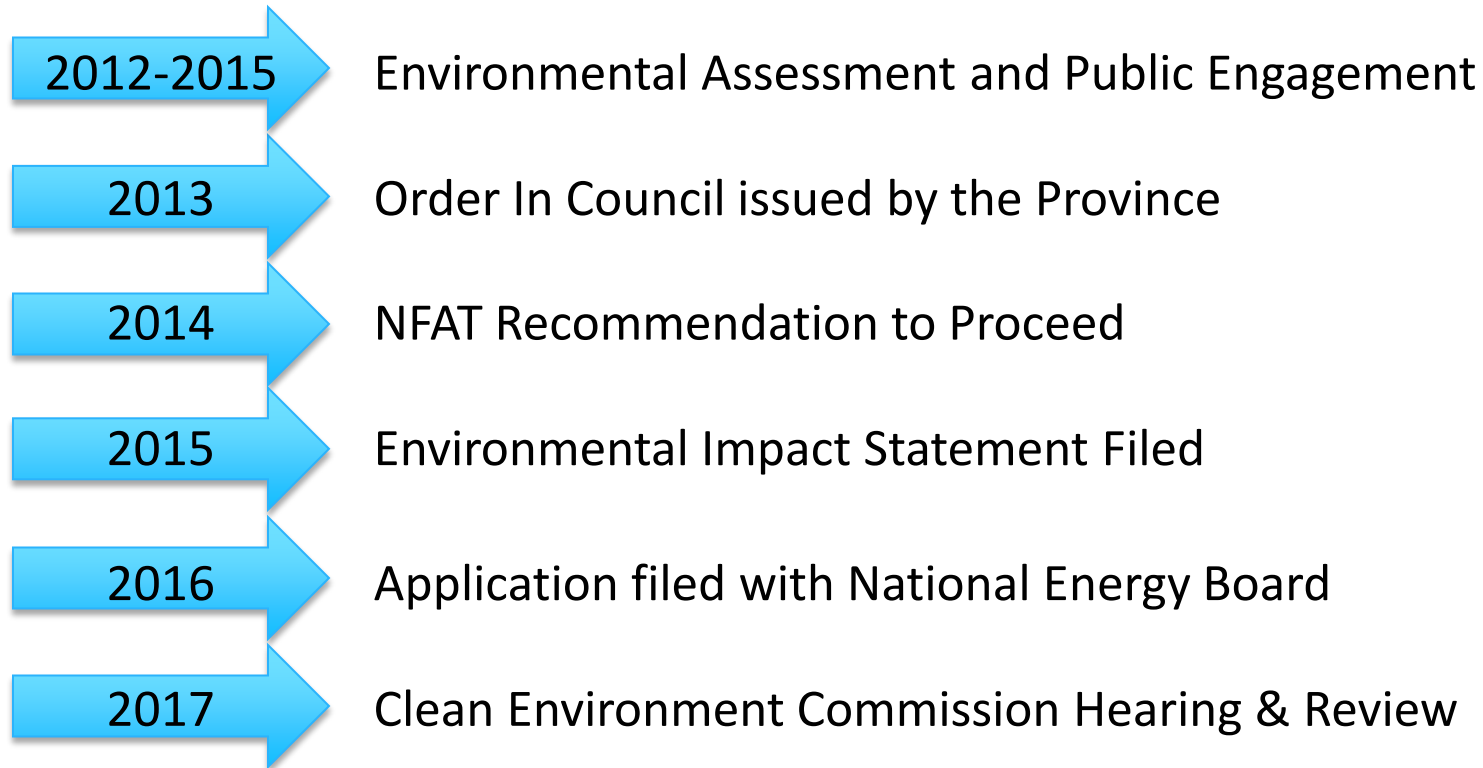 2012-2015 Environmental Assessment and Public Engagement
2013 Order In Council issued by the Province
2014 NFAT Recommendation to Proceed
2015 Environmental Impact Statement Filed
2016 Application filed with National Energy Board
2017 Clean Environment Commission Hearing & Review